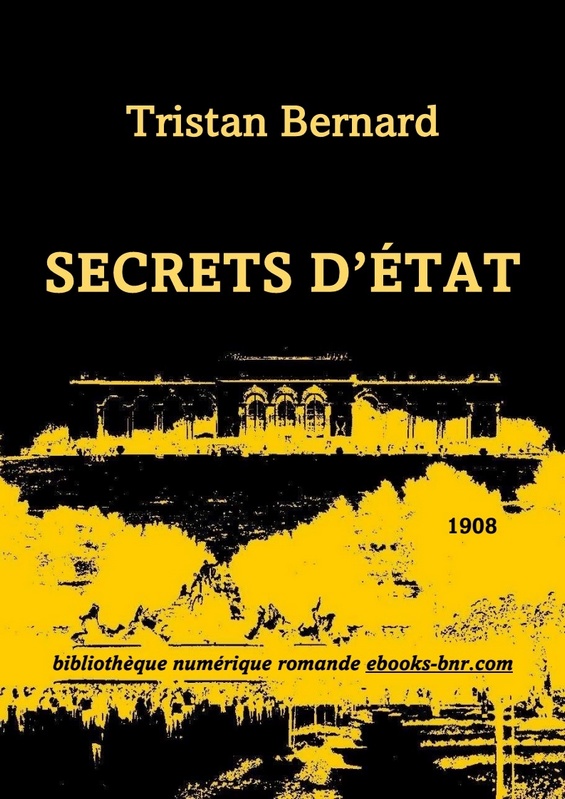 Tristan Bernard
SECRETS D’ÉTAT
1908
bibliothèque numérique romande ebooks-bnr.com